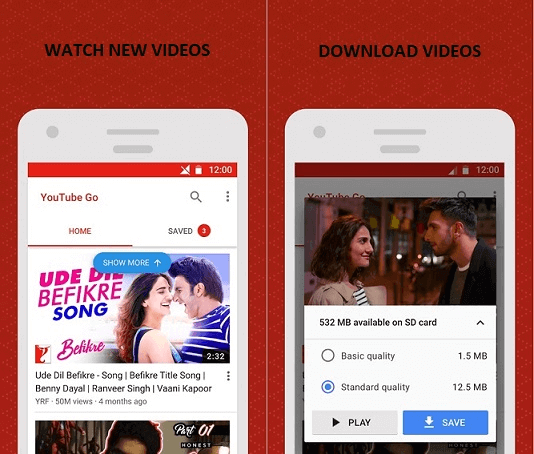 WATCH NEW VIDEOS
12:00
YouTube Go
HOME
SAVED 3
SHOW MORE ↑
UDE DIL
BEFIKRE
SONG
Befikre
2:32
Ude Dil Befikre - Song | Befikre Title Song |
Benny Dayal | Ranveer Singh | Vaani Kapoor
YRF · 50M views · 4 months ago
Part 01
HONEST
DOWNLOAD VIDEOS
12:00
YouTube Go
532 MB available on SD card
Basic quality 1.5 MB
Standard quality 12.5 MB
PLAY
SAVE